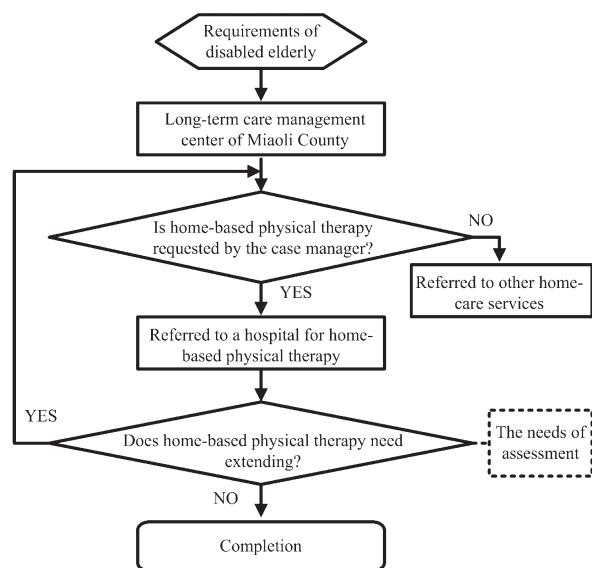 Requirements of
disabled elderly
Long-term care management
center of Miaoli County
Is home-based physical therapy
requested by the case manager?
NO
Referred to other home-
care services
YES
Referred to a hospital for home-
based physical therapy
YES
Does home-based physical therapy need
extending?
The needs of
assessment
NO
Completion